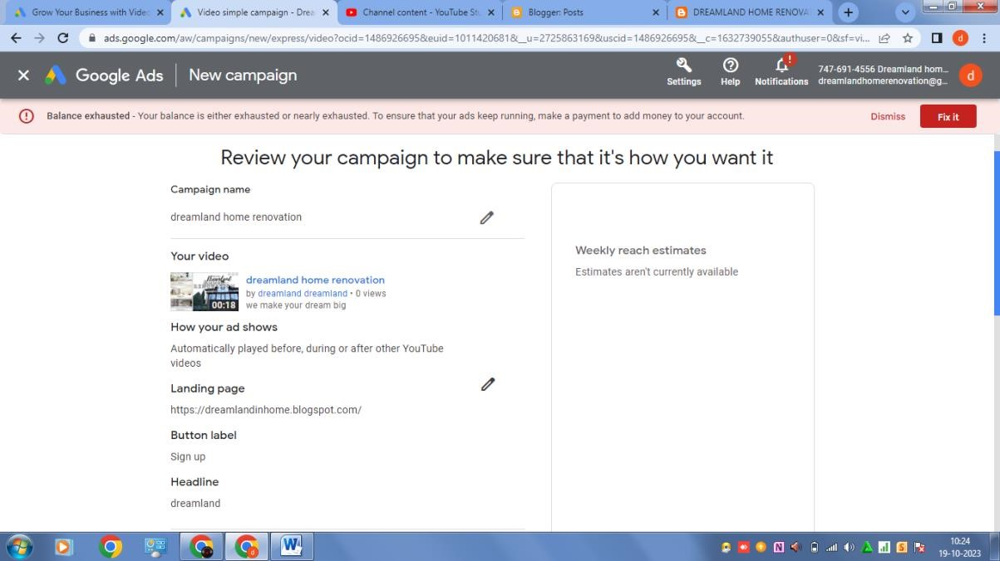 Grow Your Business with Video
Video simple campaign - Drea
Channel content - YouTube Stu
Blogger: Posts
DREAMLAND HOME RENOVA
ads.google.com/aw/campaigns/new/express/video?ocid=1486926695&euid=1011420681&__u=2725863169&uscid=1486926695&__c=1632739055&authuser=0&sf=vi...
d
Google Ads
New campaign
Settings
Help
Notifications
747-691-4556 Dreamland hom...
dreamlandhomerenovation@g...
d
Balance exhausted - Your balance is either exhausted or nearly exhausted. To ensure that your ads keep running, make a payment to add money to your account.
Dismiss
Fix it
Review your campaign to make sure that it's how you want it
Campaign name
dreamland home renovation
Your video
00:18
dreamland home renovation
by dreamland dreamland • 0 views
we make your dream big
How your ad shows
Automatically played before, during or after other YouTube
videos
Landing page
https://dreamlandinhome.blogspot.com/
Button label
Sign up
Headline
dreamland
Weekly reach estimates
Estimates aren't currently available
10:24
19-10-2023